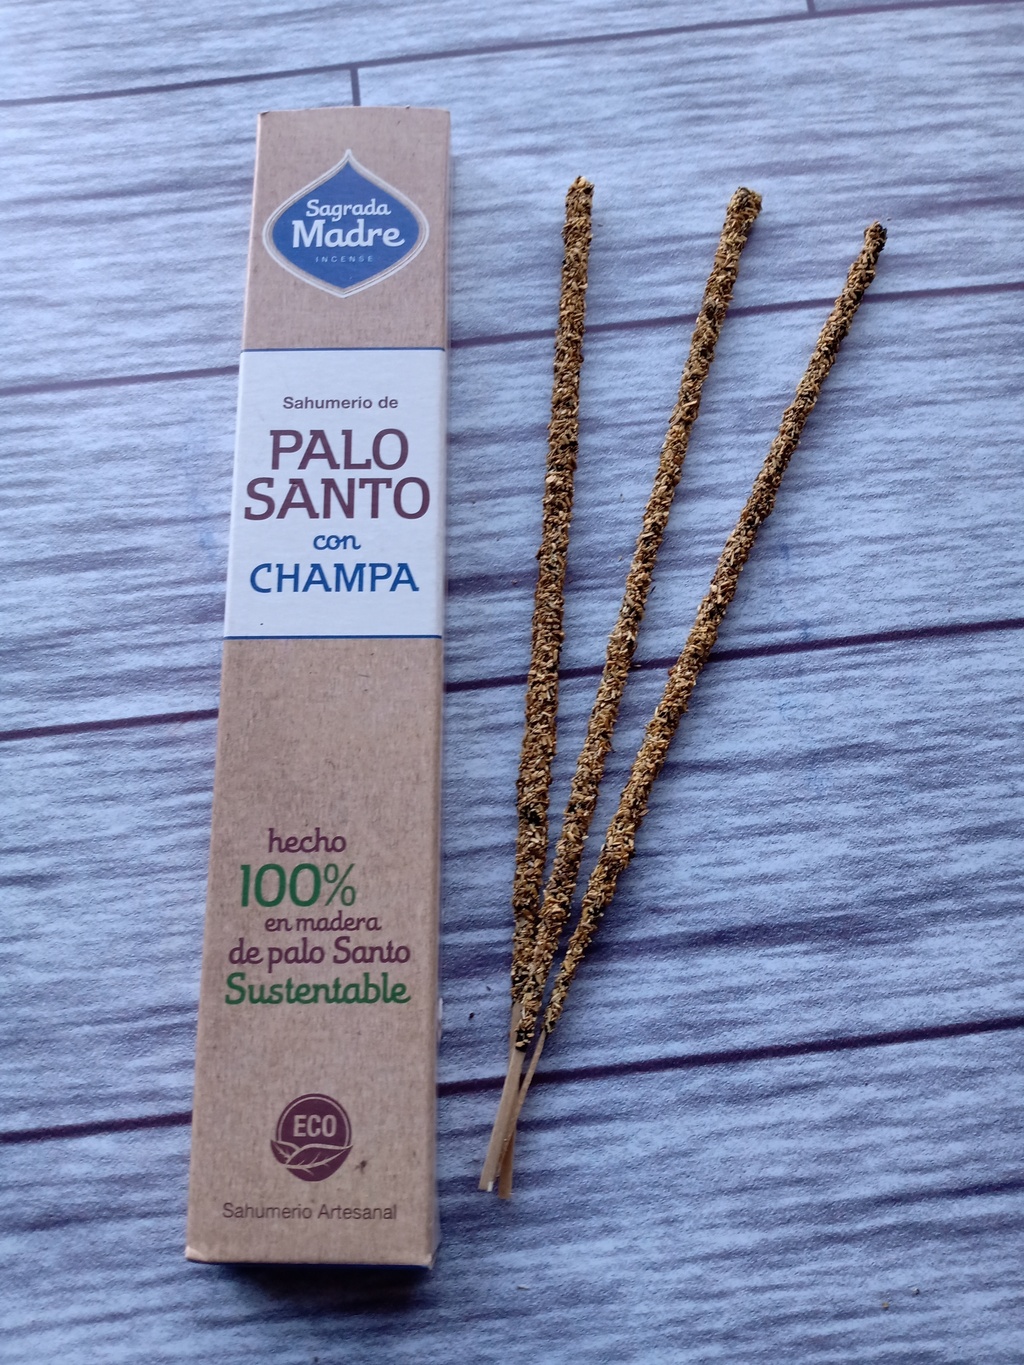 Sagrada
Madre
INCENSE
Sahumerio de
PALO
SANTO
con
CHAMPA
hecho
100%
en madera
de palo Santo
Sustentable
ECO
Sahumerio Artesanal